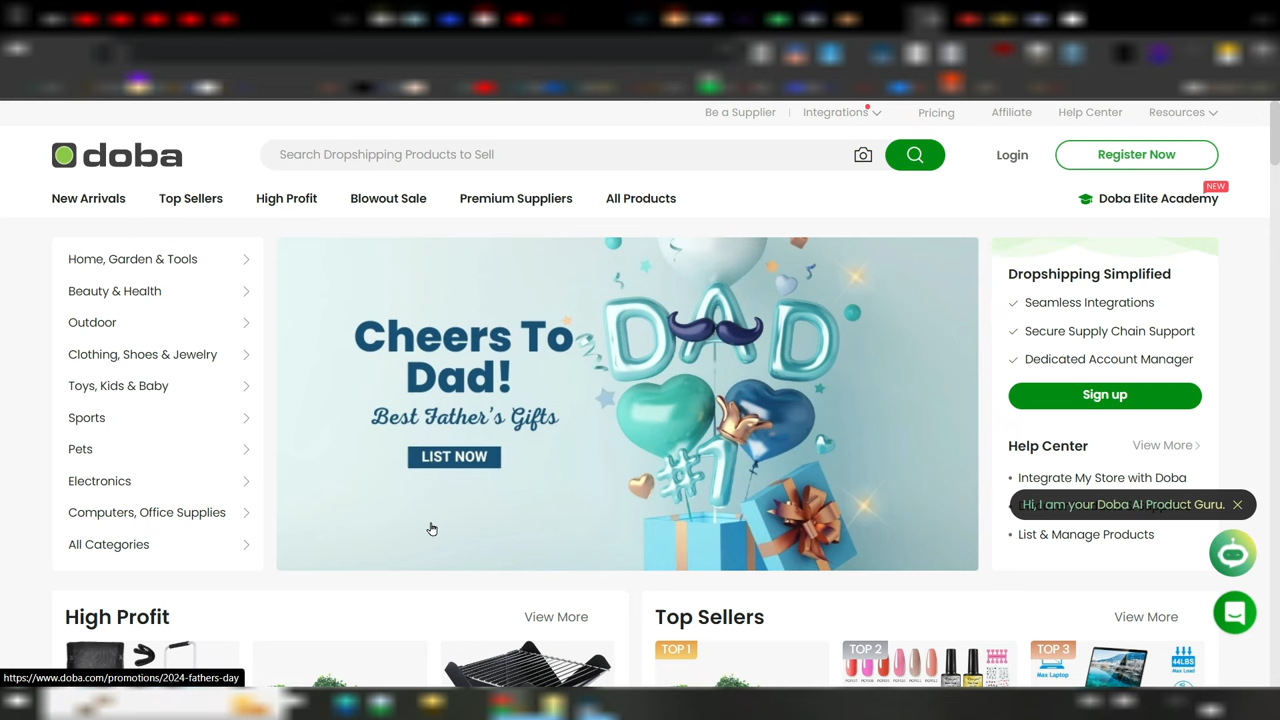 Be a Supplier
Integrations
Pricing
Affiliate
Help Center
Resources
doba
Search Dropshipping Products to Sell
Login
Register Now
New Arrivals
Top Sellers
High Profit
Blowout Sale
Premium Suppliers
All Products
NEW
Doba Elite Academy
Home, Garden & Tools
Beauty & Health
Outdoor
Clothing, Shoes & Jewelry
Toys, Kids & Baby
Sports
Pets
Electronics
Computers, Office Supplies
All Categories
Cheers To
Dad!
Best Father's Gifts
LIST NOW
DAD
#1
Dropshipping Simplified
Seamless Integrations
Secure Supply Chain Support
Dedicated Account Manager
Sign up
Help Center
View More
Integrate My Store with Doba
Hi, I am your Doba AI Product Guru.
List & Manage Products
High Profit
View More
Top Sellers
View More
TOP 1
TOP 2
TOP 3
Max Laptop
44LBS
Max Load
https://www.doba.com/promotions/2024-fathers-day